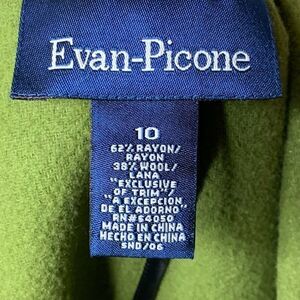 Evan-Picone
10
62% RAYON/
RAYON
38% WOOL/
LANA
"EXCLUSIVE
OF TRIM"/
"A EXCEPCION
DE EL ADORNO"
RN#64050
MADE IN CHINA
HECHO EN CHINA
SND/06